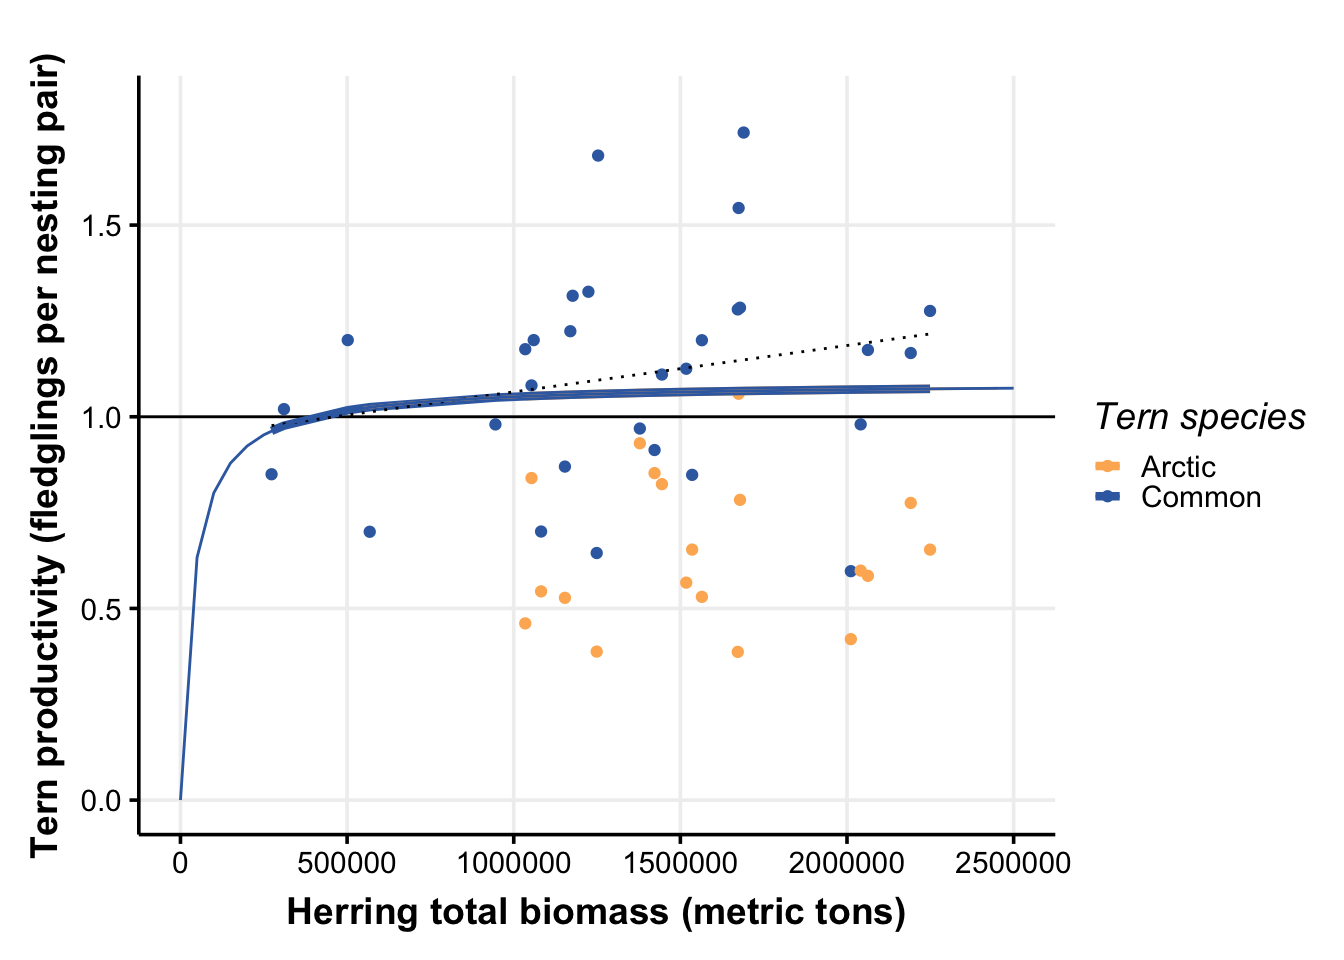 Tern productivity (fledglings per nesting pair)
1.5
1.0
0.5
0.0
0 500000 1000000 1500000 2000000 2500000
Herring total biomass (metric tons)
Tern species
Arctic
Common